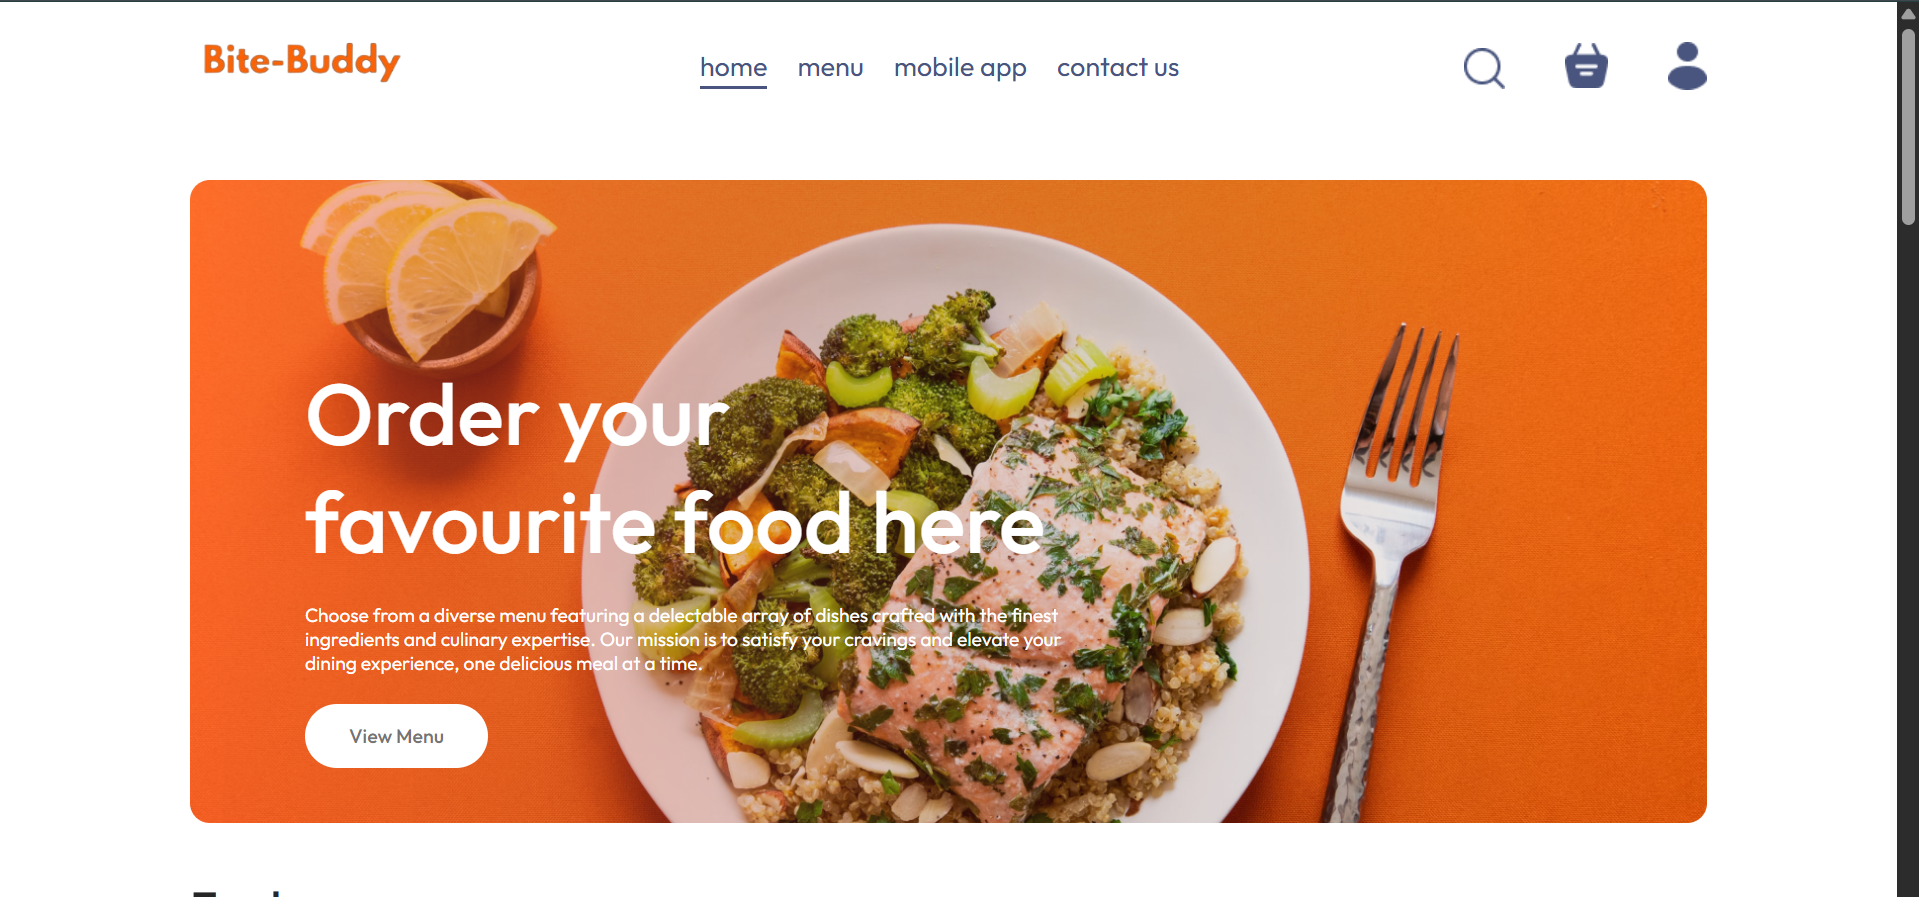 Bite-Buddy
home menu mobile app contact us
Order your
favourite food here
Choose from a diverse menu featuring a delectable array of dishes crafted with the finest
ingredients and culinary expertise. Our mission is to satisfy your cravings and elevate your
dining experience, one delicious meal at a time.
View Menu